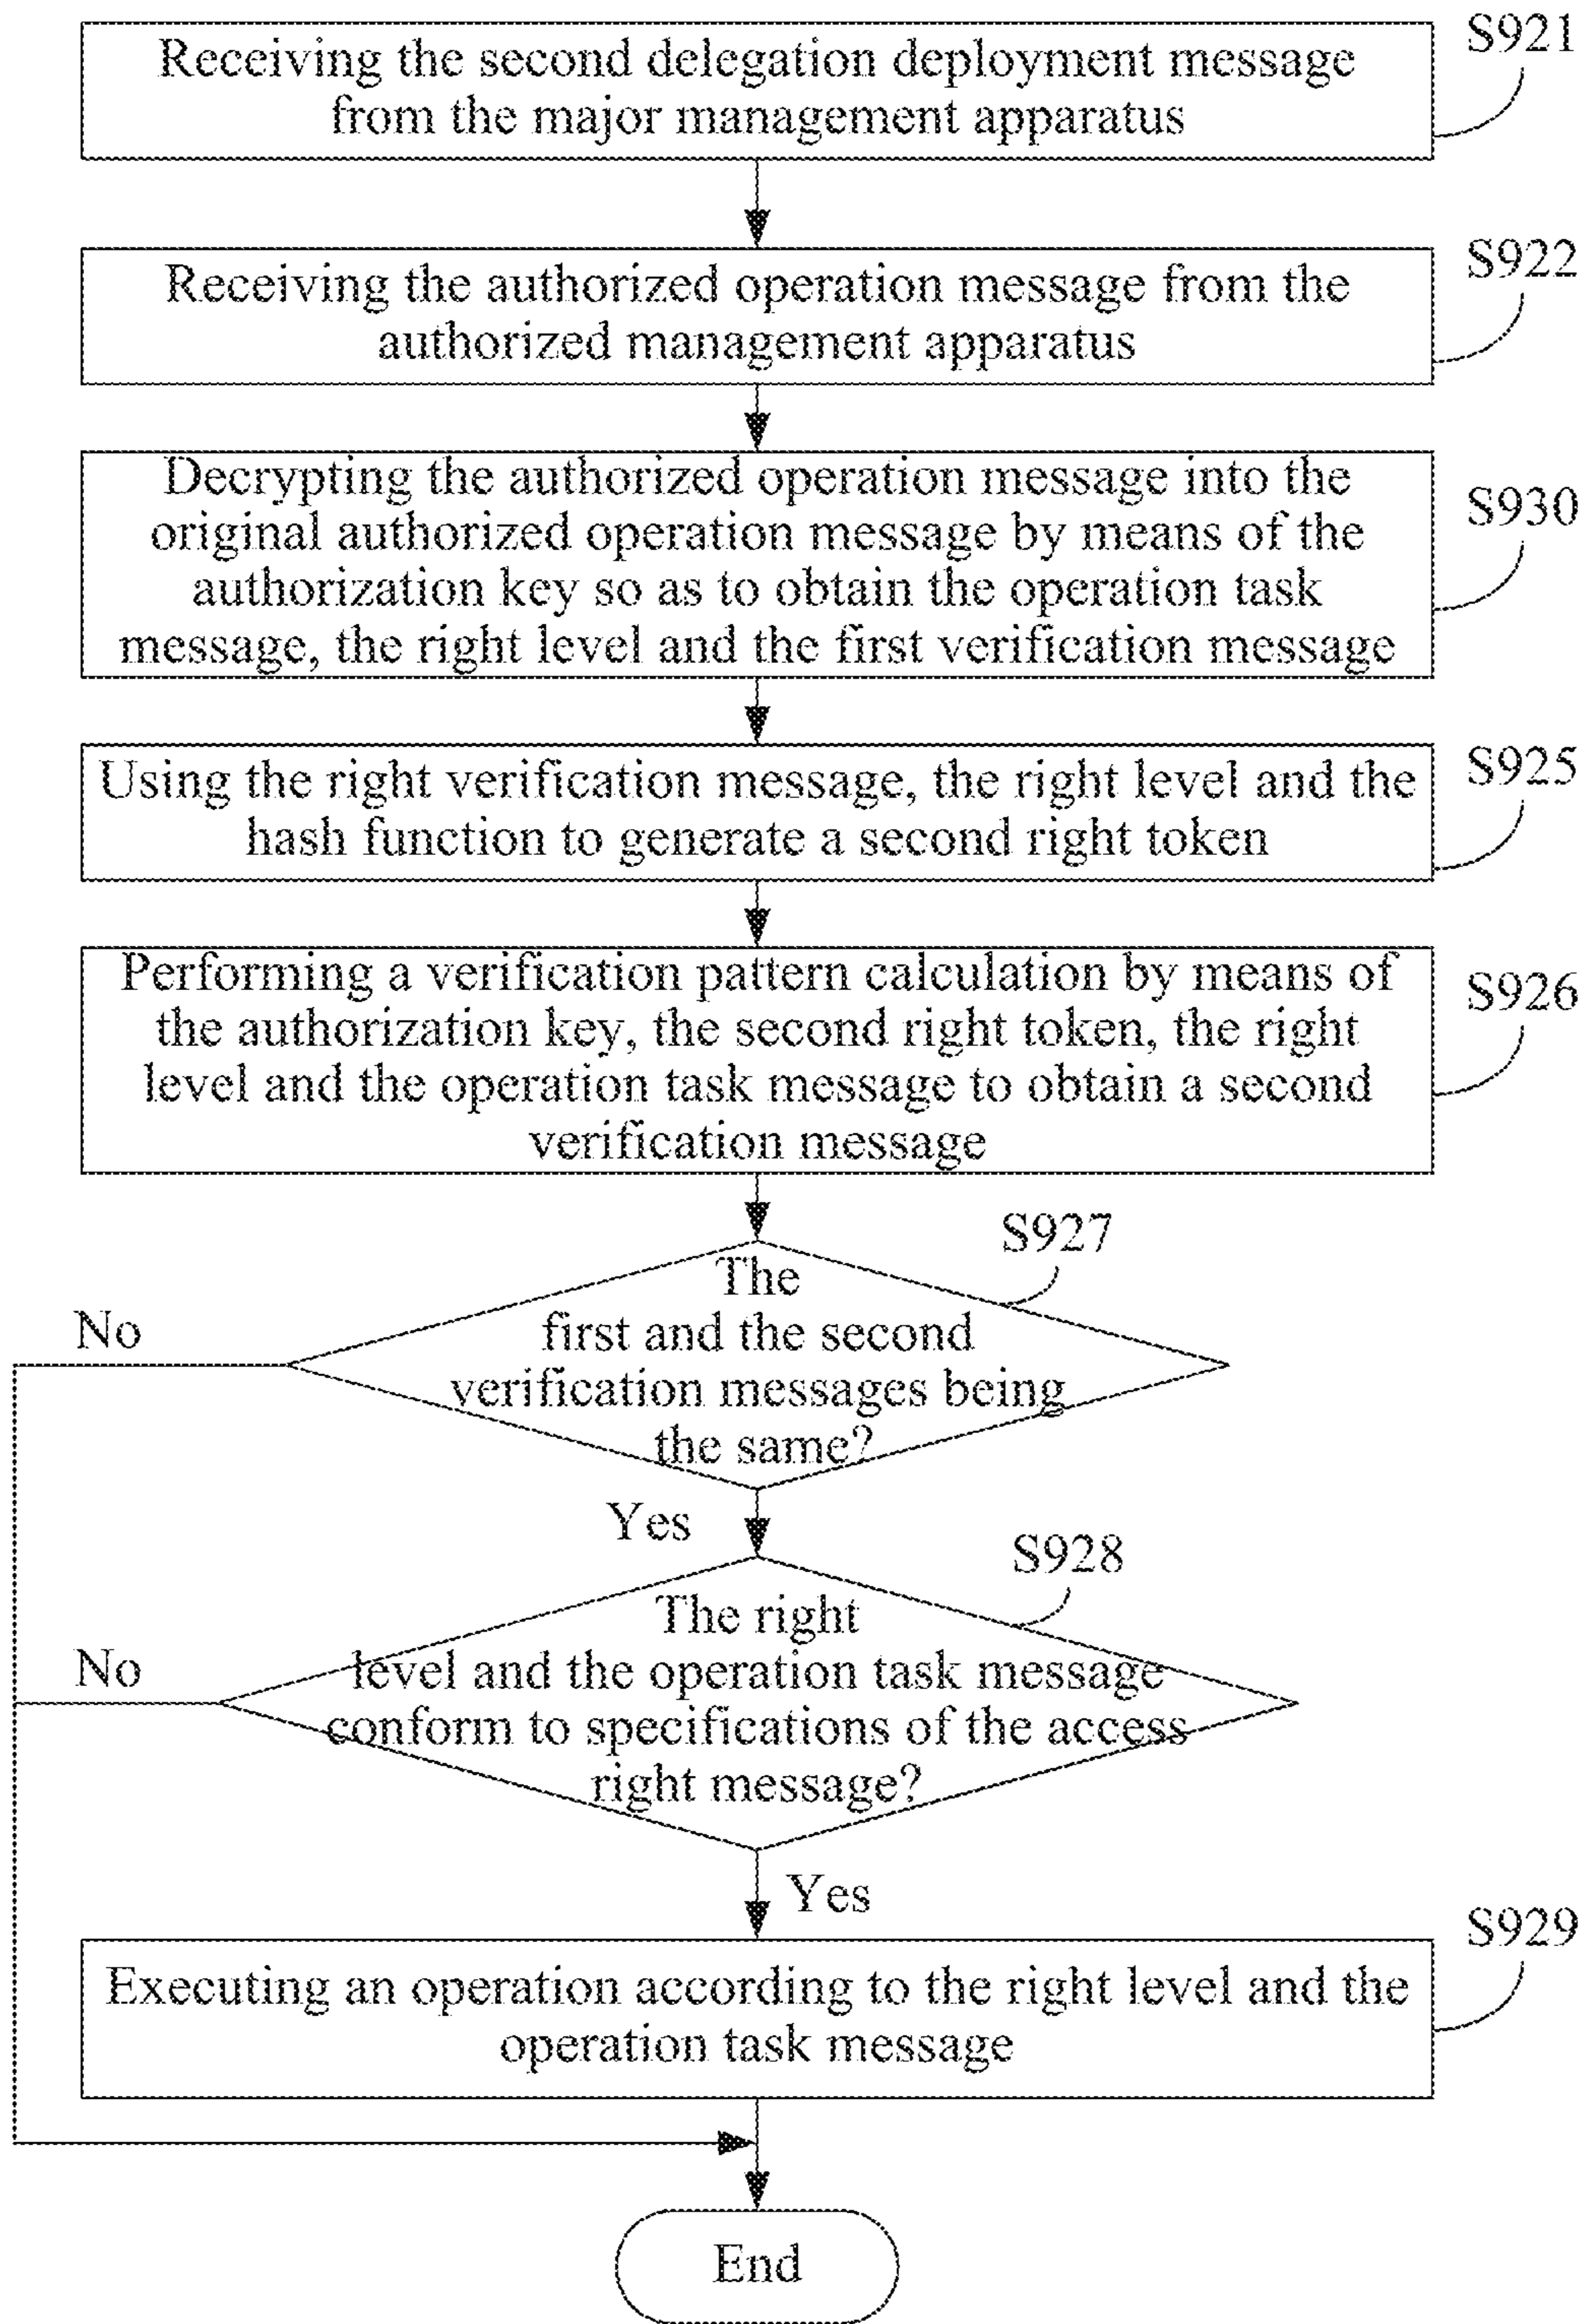 Receiving the second delegation deployment message
from the major management apparatus
S921
Receiving the authorized operation message from the
authorized management apparatus
S922
Decrypting the authorized operation message into the
original authorized operation message by means of the
authorization key so as to obtain the operation task
message, the right level and the first verification message
S930
Using the right verification message, the right level and the
hash function to generate a second right token
S925
Performing a verification pattern calculation by means of
the authorization key, the second right token, the right
level and the operation task message to obtain a second
verification message
S926
S927
The
first and the second
verification messages being
the same?
No
Yes
S928
The right
level and the operation task message
conform to specifications of the access
right message?
No
Yes
Executing an operation according to the right level and the
operation task message
S929
End